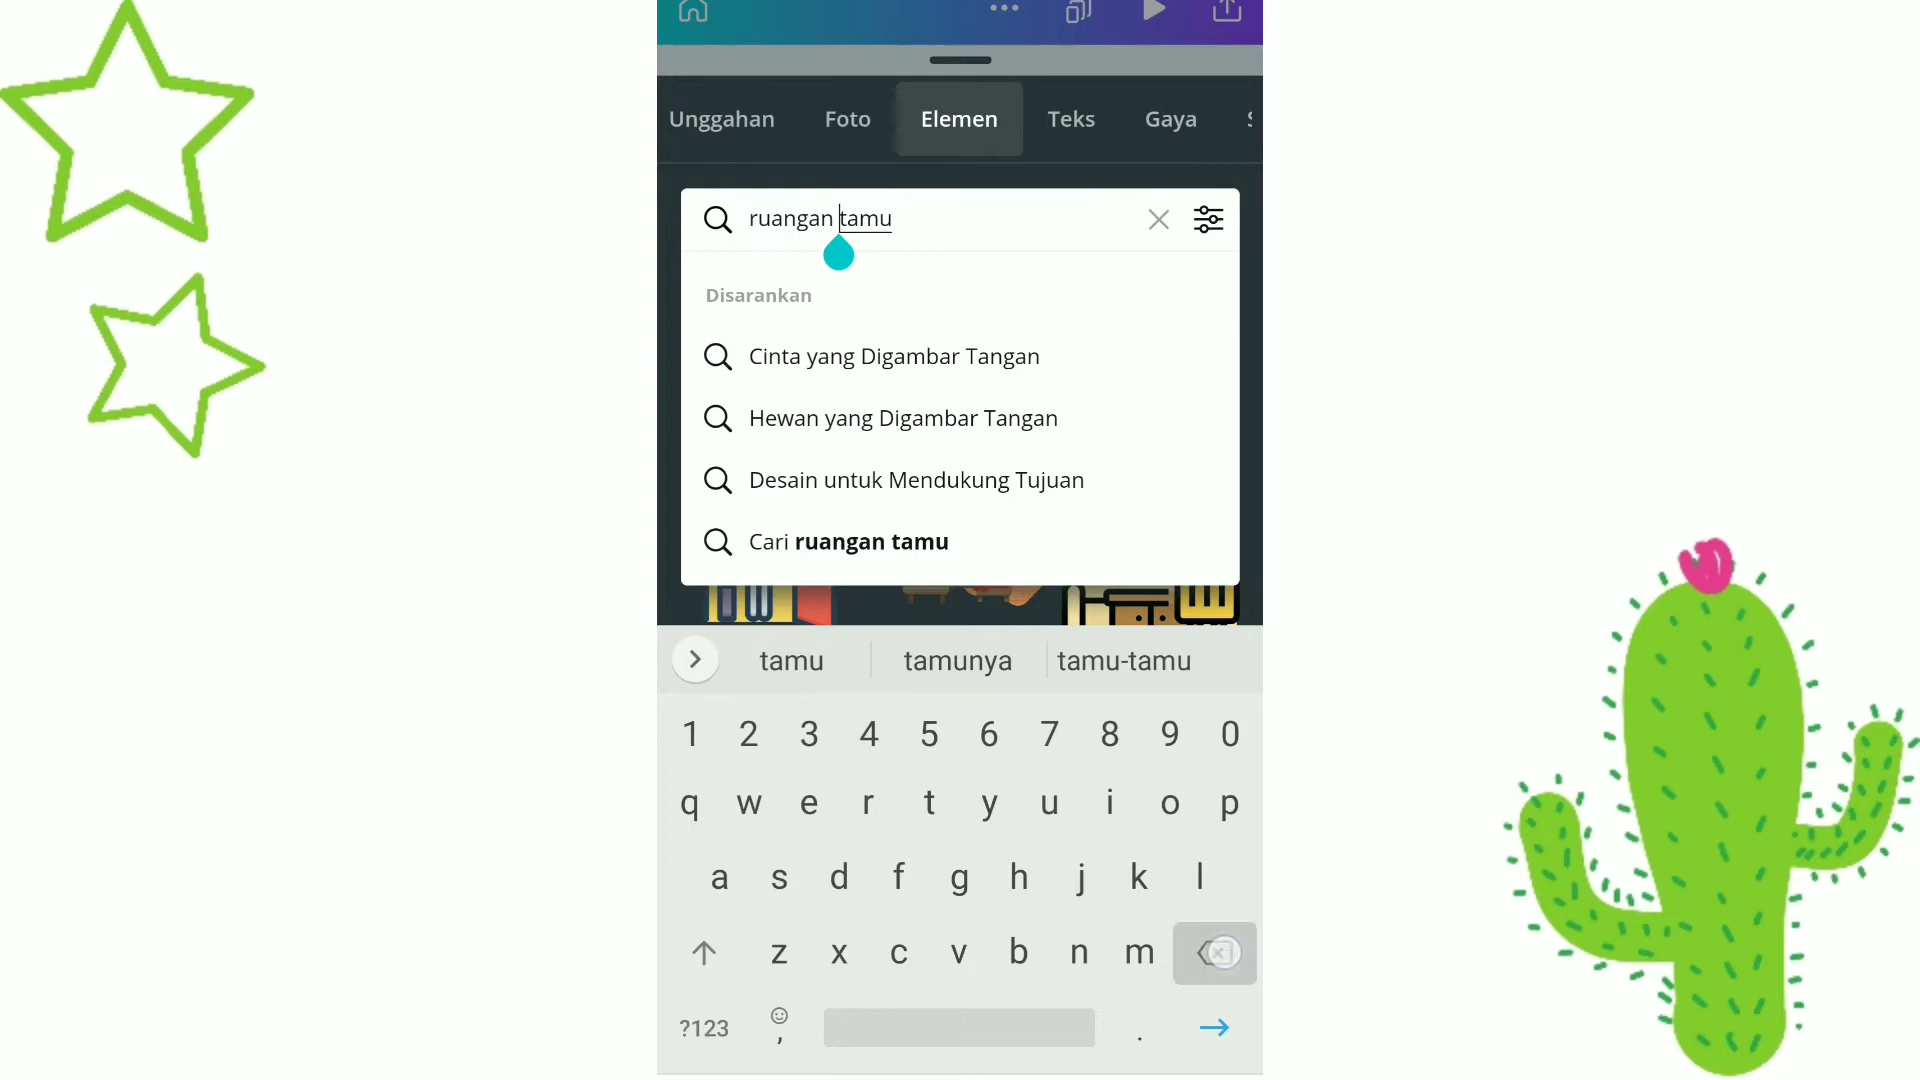 Unggahan Foto Elemen Teks Gaya
ruangan tamu
Disarankan
Cinta yang Digambar Tangan
Hewan yang Digambar Tangan
Desain untuk Mendukung Tujuan
Cari ruangan tamu
tamu tamunya tamu-tamu
1 2 3 4 5 6 7 8 9 0
q w e r t y u i o p
a s d f g h j k l
z x c v b n m
?123 , .